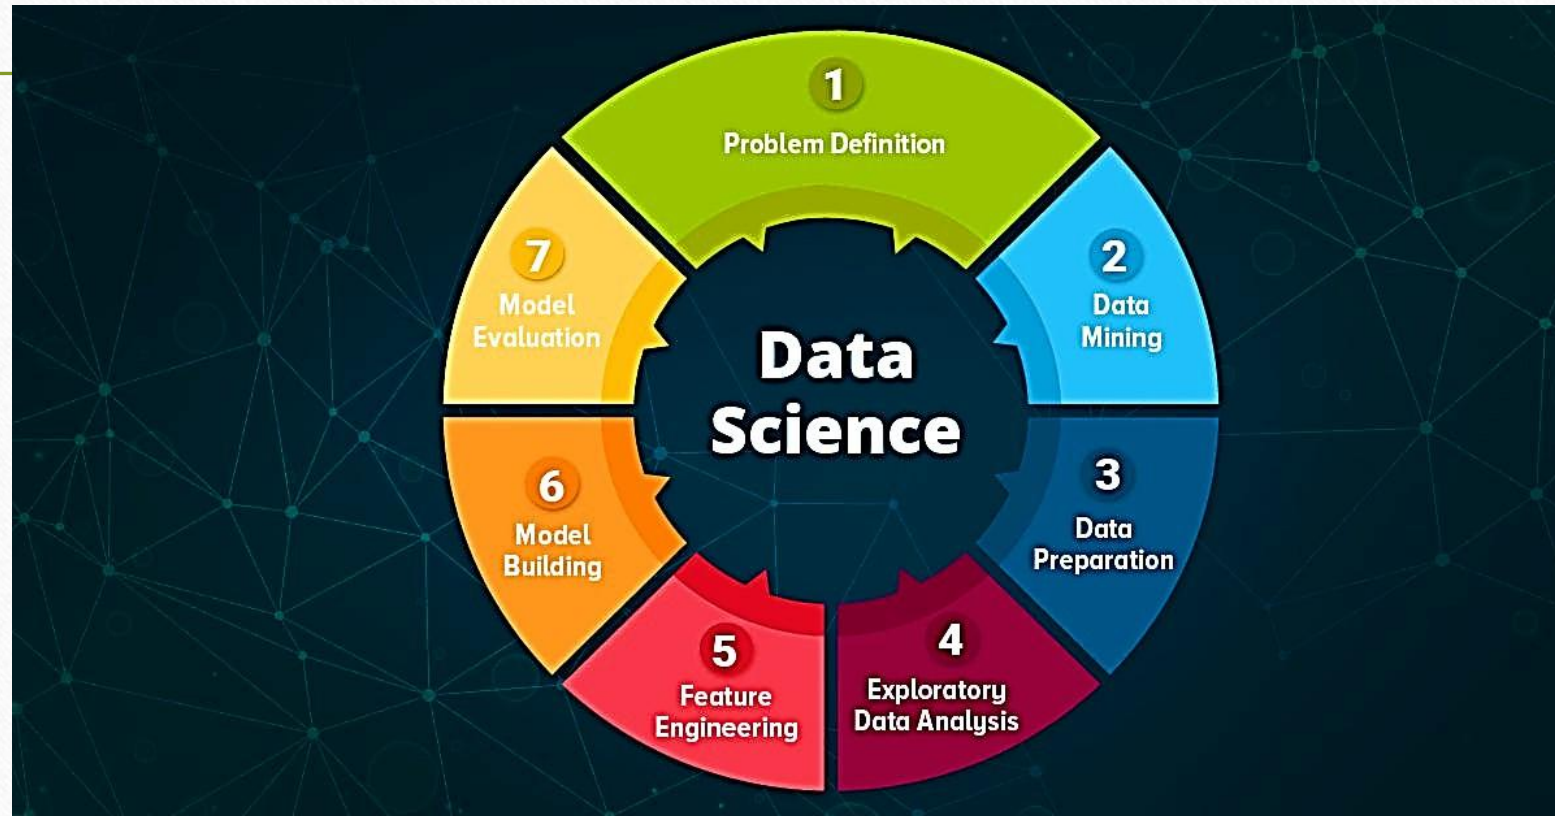 1
Problem Definition
2
Data
Mining
3
Data
Preparation
4
Exploratory
Data Analysis
5
Feature
Engineering
6
Model
Building
7
Model
Evaluation
Data
Science